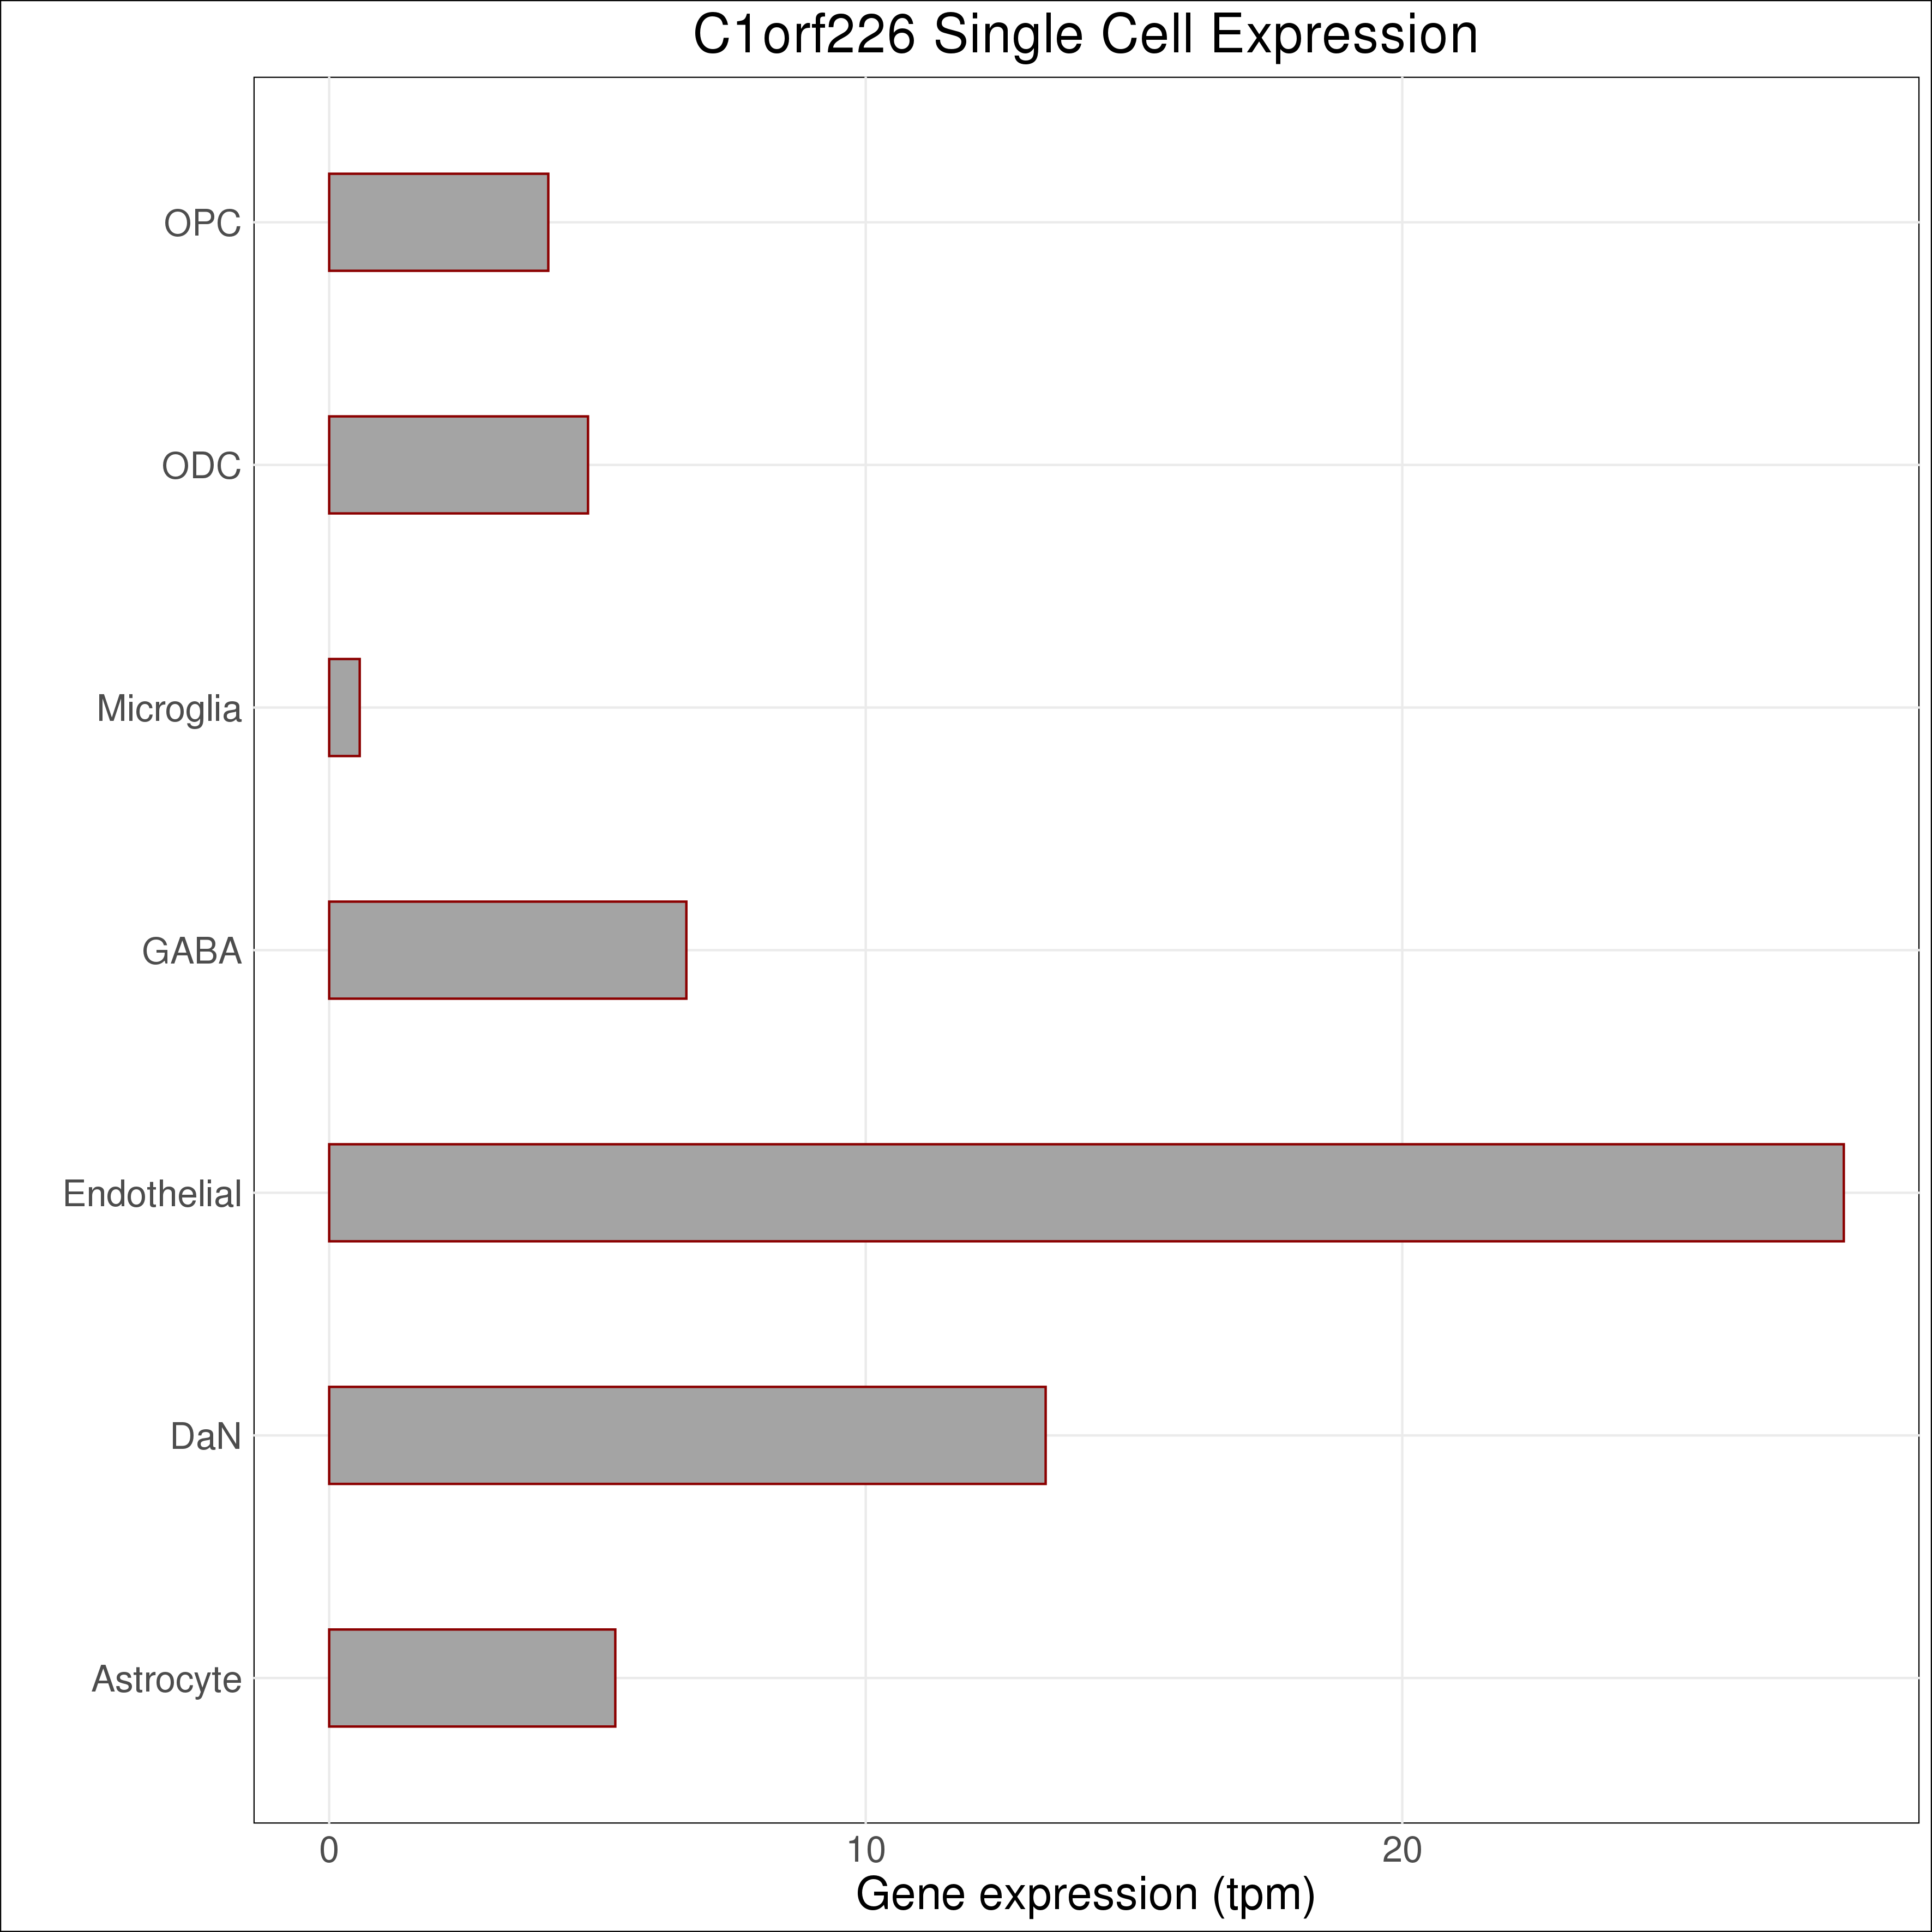 C1orf226 Single Cell Expression
OPC
ODC
Microglia
GABA
Endothelial
DaN
Astrocyte
0 10 20
Gene expression (tpm)